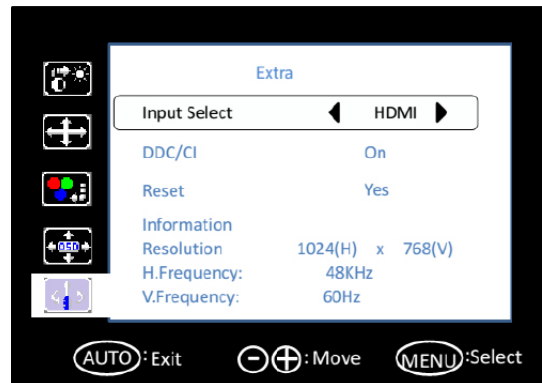 Extra
Input Select HDMI
DDC/CI On
Reset Yes
Information
Resolution 1024(H) x 768(V)
H.Frequency: 48KHz
OSD
V.Frequency: 60Hz
AUTO: Exit - +: Move MENU:Select